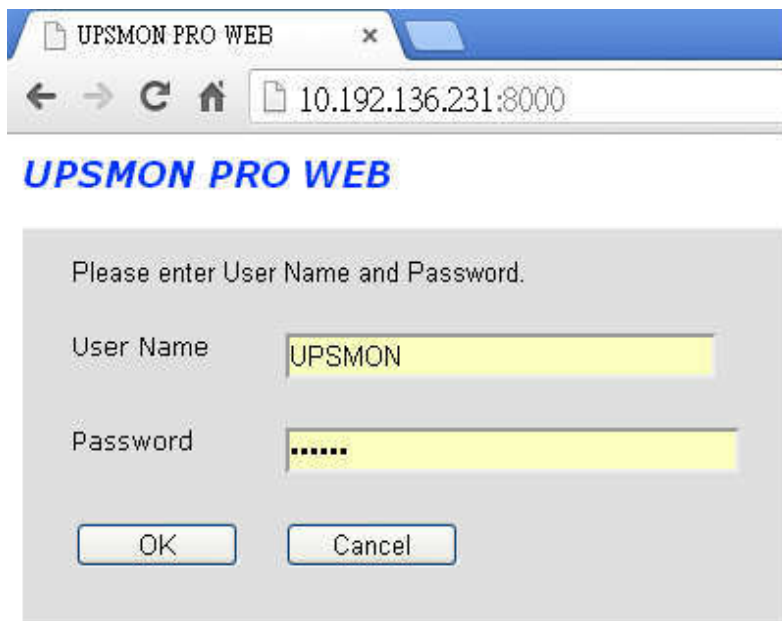 UPSMON PRO WEB
10.192.136.231:8000
UPSMON PRO WEB
Please enter User Name and Password.
User Name UPSMON
Password ••••••
OK Cancel